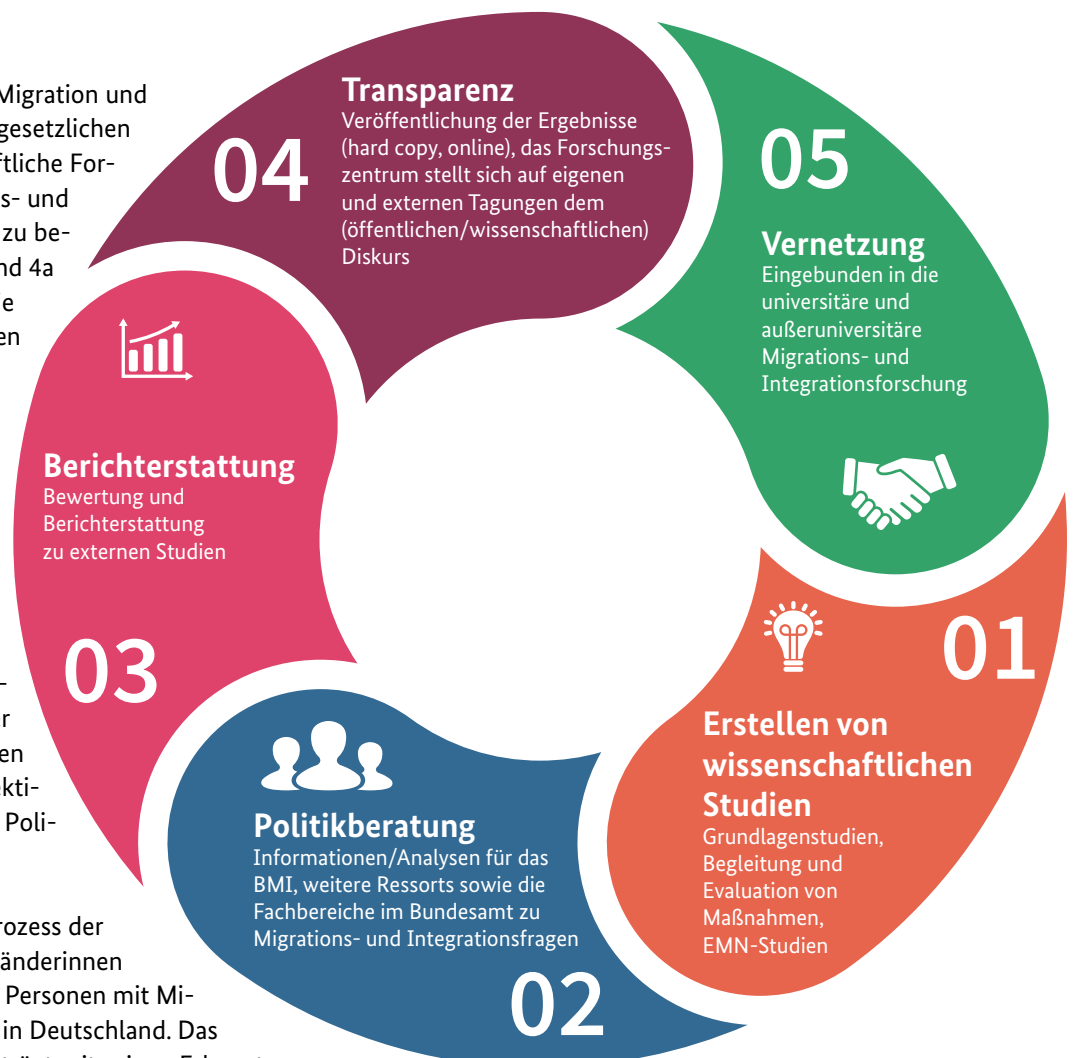 Migration und
gesetzlichen
ftliche For-
s- und
zu be-
nd 4a
ie
en
-
r
en
ekti-
Poli-
rozess der
länderinnen
Personen mit Mi-
in Deutschland. Das
04
Transparenz
Veröffentlichung der Ergebnisse
(hard copy, online), das Forschungs-
zentrum stellt sich auf eigenen
und externen Tagungen dem
(öffentlichen/wissenschaftlichen)
Diskurs
05
Vernetzung
Eingebunden in die
universitäre und
außeruniversitäre
Migrations- und
Integrationsforschung
Berichterstattung
Bewertung und
Berichterstattung
zu externen Studien
03
01
Erstellen von
wissenschaftlichen
Studien
Grundlagenstudien,
Begleitung und
Evaluation von
Maßnahmen,
EMN-Studien
Politikberatung
Informationen/Analysen für das
BMI, weitere Ressorts sowie die
Fachbereiche im Bundesamt zu
Migrations- und Integrationsfragen
02